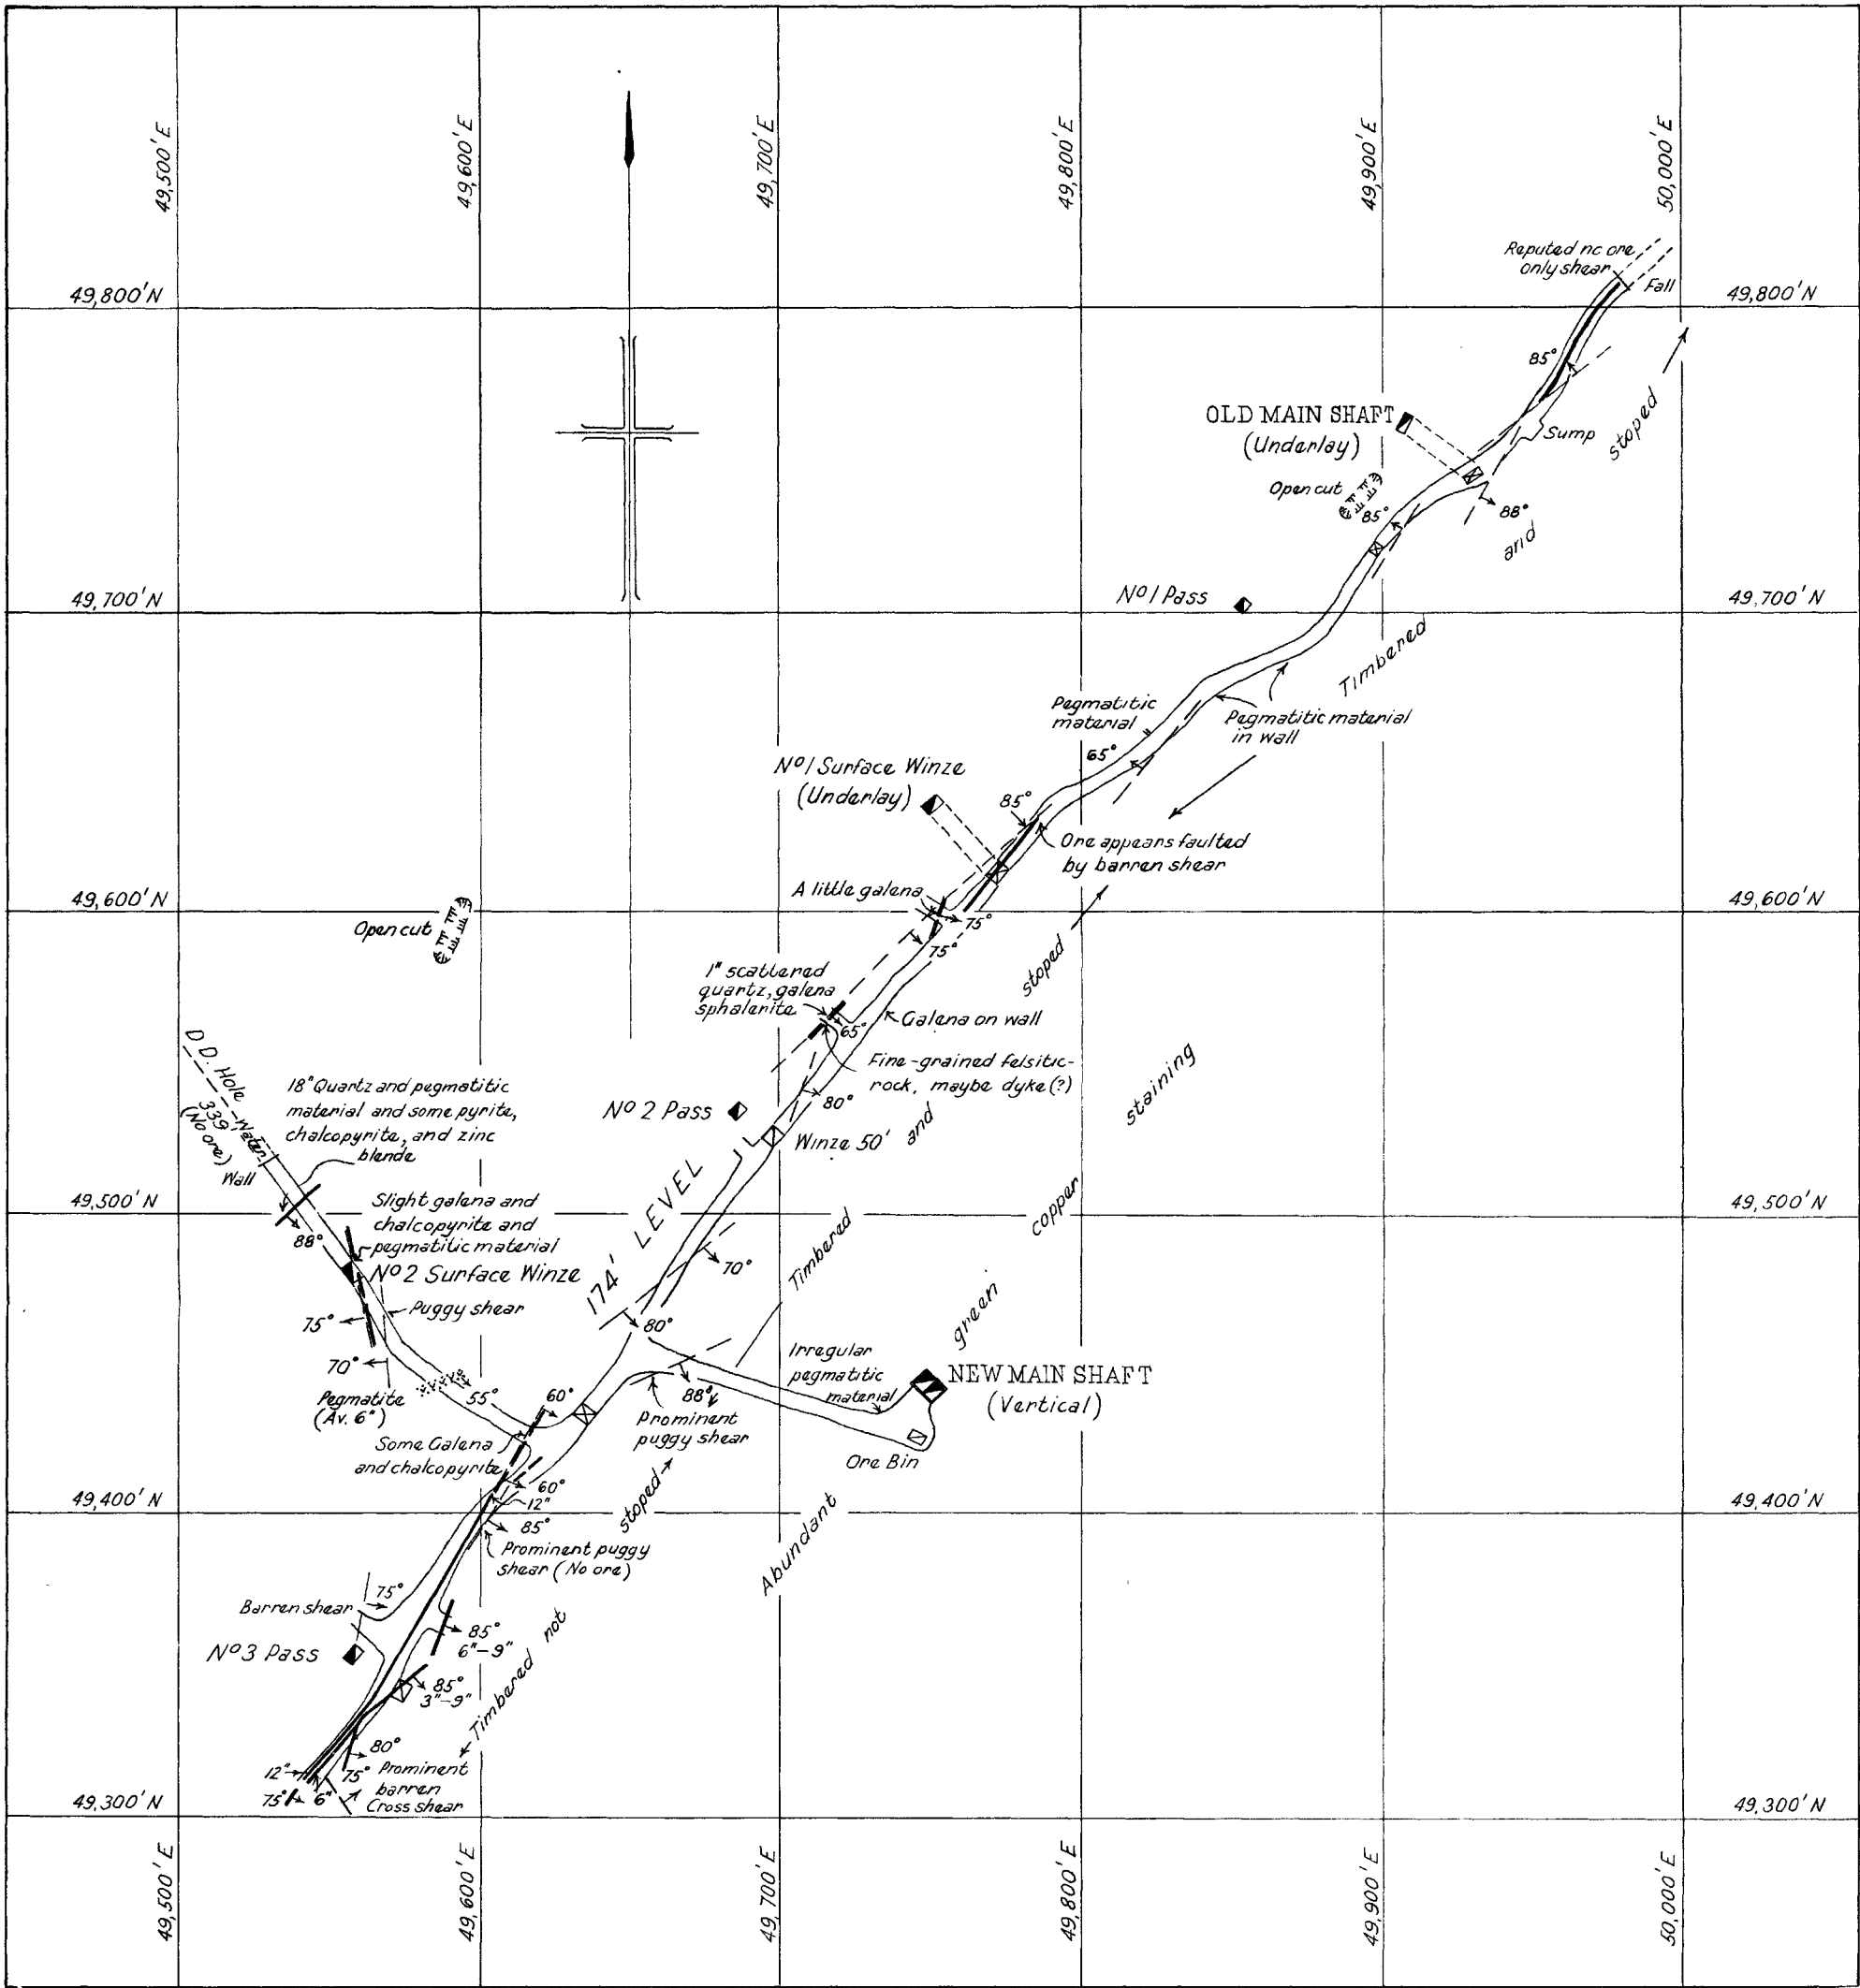 49,500'E
49,600'E
49,700'E
49,800'E
49,900'E
50,000'E
Reputed no ore
only shear
Fall
49,800'N
49,800'N
85°
OLD MAIN SHAFT
(Underlay)
Sump
stoped
Open cut
85°
88°
and
49,700'N
Nº1 Pass
49,700'N
Timbered
Pegmatitic
material
Pegmatitic material
in wall
65°
Nº1 Surface Winze
(Underlay)
85°
Ore appears faulted
by barren shear
A little galena
49,600'N
49,600'N
75°
Open cut
75°
stoped
1" scattered
quartz, galena
sphalerite
65°
Galena on wall
Fine-grained felsitic-
rock, maybe dyke(?)
D.D. Hole
339'-Water
(No ore)
Wall
18" Quartz and pegmatitic
material and some pyrite,
chalcopyrite, and zinc
blende
Nº 2 Pass
80°
and
staining
Winze 50'
49,500'N
49,500'N
Slight galena and
chalcopyrite and
pegmatitic material
88°
174' LEVEL
copper
Nº2 Surface Winze
70°
Timbered
Puggy shear
75°
80°
green
70°
Irregular
pegmatitic
material
NEW MAIN SHAFT
(Vertical)
Pegmatite
(Av. 6")
55°
60°
88°
Prominent
puggy shear
Some Galena
and chalcopyrite
Ore Bin
60°
12"
stoped
49,400'N
49,400'N
85°
Prominent puggy
shear (No ore)
Abundant
75°
Barren shear
85°
6"-9"
not
Nº3 Pass
85°
3"-9"
Timbered
80°
12"
75°
Prominent
barren
Cross shear
75°
6"
49,300'N
49,300'N
49,500'E
49,600'E
49,700'E
49,800'E
49,900'E
50,000'E